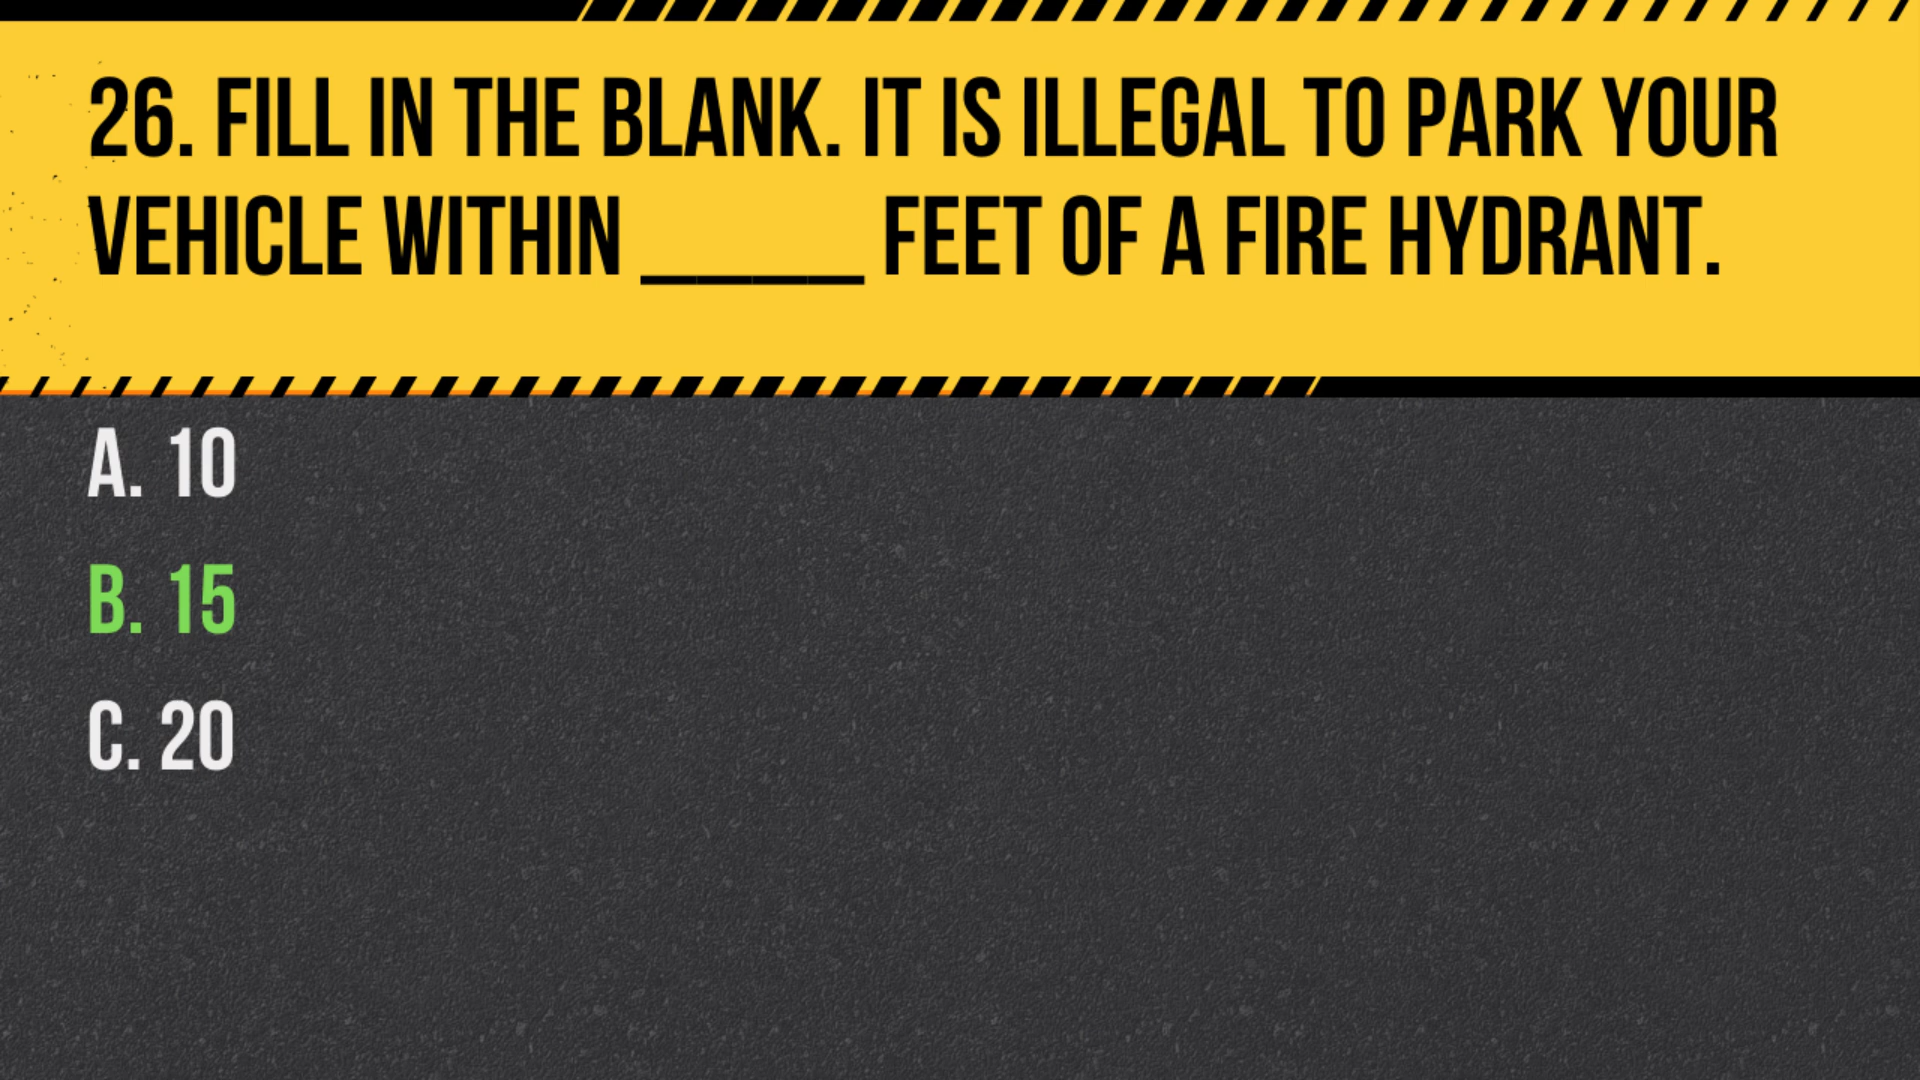 26. FILL IN THE BLANK. IT IS ILLEGAL TO PARK YOUR
VEHICLE WITHIN ____ FEET OF A FIRE HYDRANT.
A. 10
B. 15
C. 20